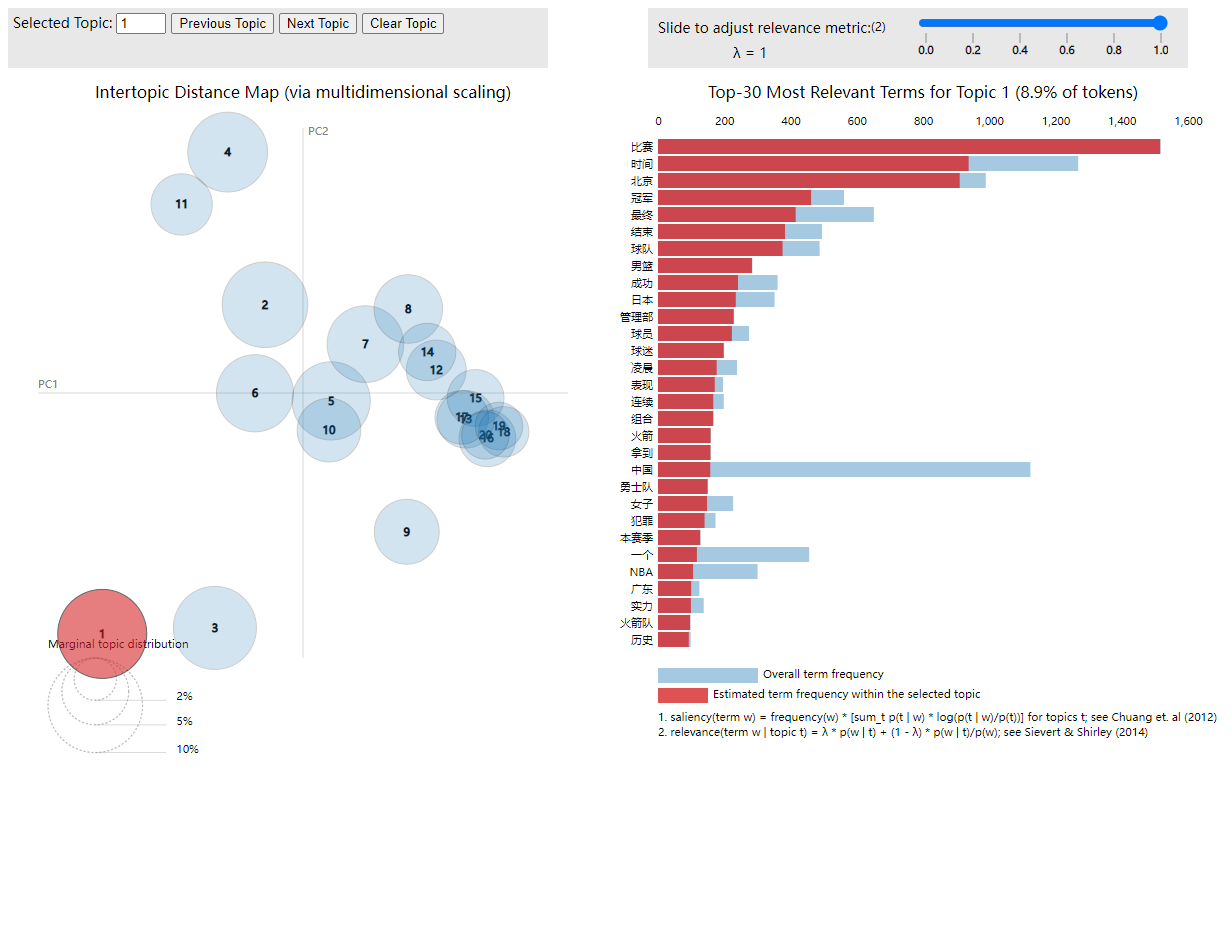 Selected Topic: 1 Previous Topic Next Topic Clear Topic
Slide to adjust relevance metric:(2)
λ = 1
0.0 0.2 0.4 0.6 0.8 1.0
Intertopic Distance Map (via multidimensional scaling)
PC2
PC1
4
11
2
8
7
14
12
6
5
15
17
13
10
19
18
20
16
9
3
1
Marginal topic distribution
2%
5%
10%
Top-30 Most Relevant Terms for Topic 1 (8.9% of tokens)
0 200 400 600 800 1,000 1,200 1,400 1,600
比赛
时间
北京
冠军
最终
结束
球队
男篮
成功
日本
管理部
球员
球迷
凌晨
表现
连续
组合
火箭
拿到
中国
勇士队
女子
犯罪
本赛季
一个
NBA
广东
实力
火箭队
历史
Overall term frequency
Estimated term frequency within the selected topic
1. saliency(term w) = frequency(w) * [sum_t p(t | w) * log(p(t | w)/p(t))] for topics t; see Chuang et. al (2012)
2. relevance(term w | topic t) = λ * p(w | t) + (1 - λ) * p(w | t)/p(w); see Sievert & Shirley (2014)